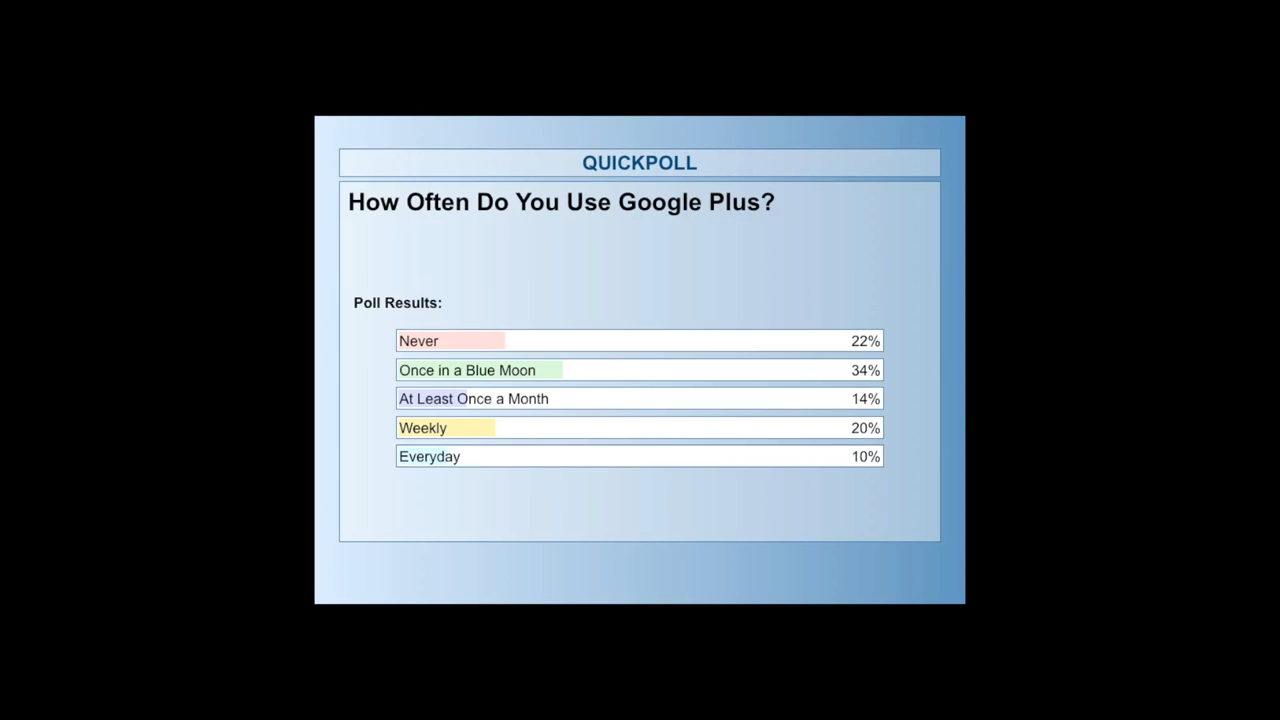 QUICKPOLL
How Often Do You Use Google Plus?
Poll Results:
Never 22%
Once in a Blue Moon 34%
At Least Once a Month 14%
Weekly 20%
Everyday 10%